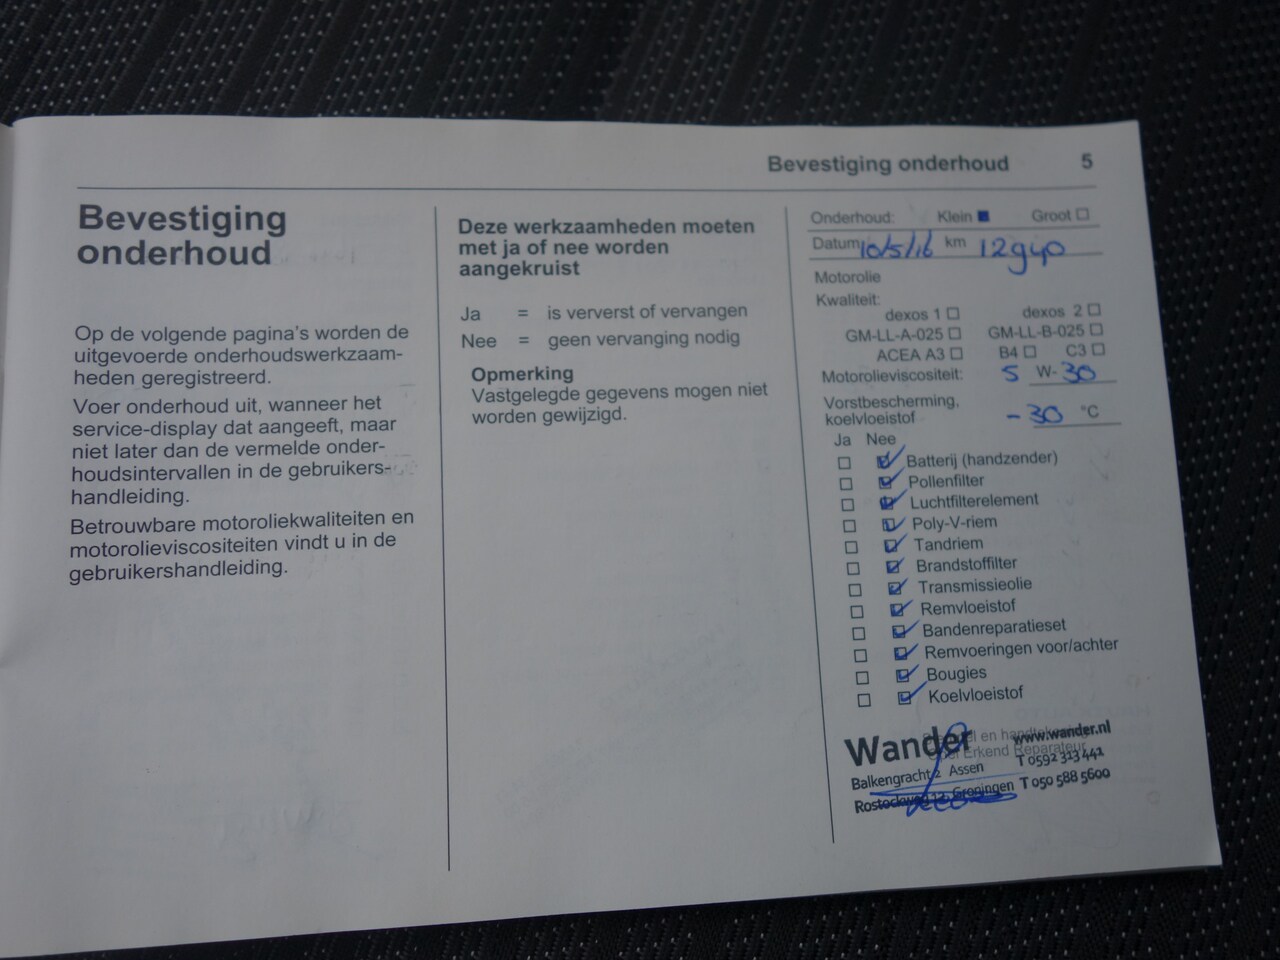 Bevestiging onderhoud 5
Bevestiging
onderhoud
Op de volgende pagina's worden de
uitgevoerde onderhoudswerkzaam-
heden geregistreerd.
Voer onderhoud uit, wanneer het
service-display dat aangeeft, maar
niet later dan de vermelde onder-
houdsintervallen in de gebruikers-
handleiding.
Betrouwbare motoroliekwaliteiten en
motorolieviscositeiten vindt u in de
gebruikershandleiding.
Deze werkzaamheden moeten
met ja of nee worden
aangekruist
Ja = is ververst of vervangen
Nee = geen vervanging nodig
Opmerking
Vastgelegde gegevens mogen niet
worden gewijzigd.
Onderhoud: Klein Groot
Datum 10/5/16 km 12940
Motorolie
Kwaliteit:
dexos 1 dexos 2
GM-LL-A-025 GM-LL-B-025
ACEA A3 B4 C3
Motorolieviscositeit: 5 W- 30
Vorstbescherming,
koelvloeistof -30 °C
Ja Nee
Batterij (handzender)
Pollenfilter
Luchtfilterelement
Poly-V-riem
Tandriem
Brandstoffilter
Transmissieolie
Remvloeistof
Bandenreparatieset
Remvoeringen voor/achter
Bougies
Koelvloeistof
Wander www.wander.nl
en Erkend Reparateur
Balkengracht 2 Assen T 0592 313 441
Groningen T 050 588 5600